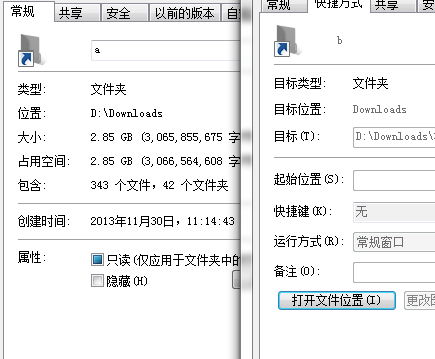 常规 共享 安全 以前的版本
a
类型: 文件夹
位置: D:\Downloads
大小: 2.85 GB (3,065,855,675 字
占用空间: 2.85 GB (3,066,564,608 字
包含: 343 个文件，42 个文件夹
创建时间: 2013年11月30日，11:14:43
属性: 只读(仅应用于文件夹中的
隐藏(H)
常规 快捷方式 共享
b
目标类型: 文件夹
目标位置: Downloads
目标(T): D:\Downloads\
起始位置(S):
快捷键(K): 无
运行方式(R): 常规窗口
备注(O):
打开文件位置(I) 更改